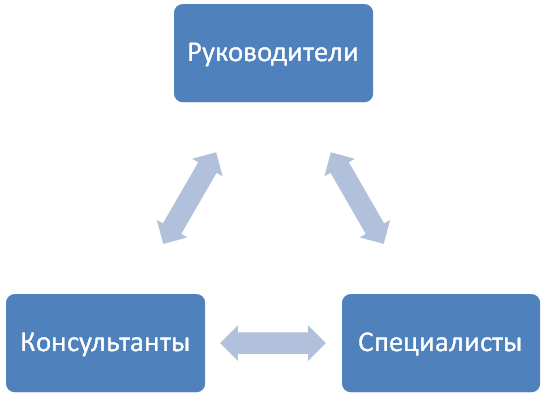 Руководители
Консультанты
Специалисты